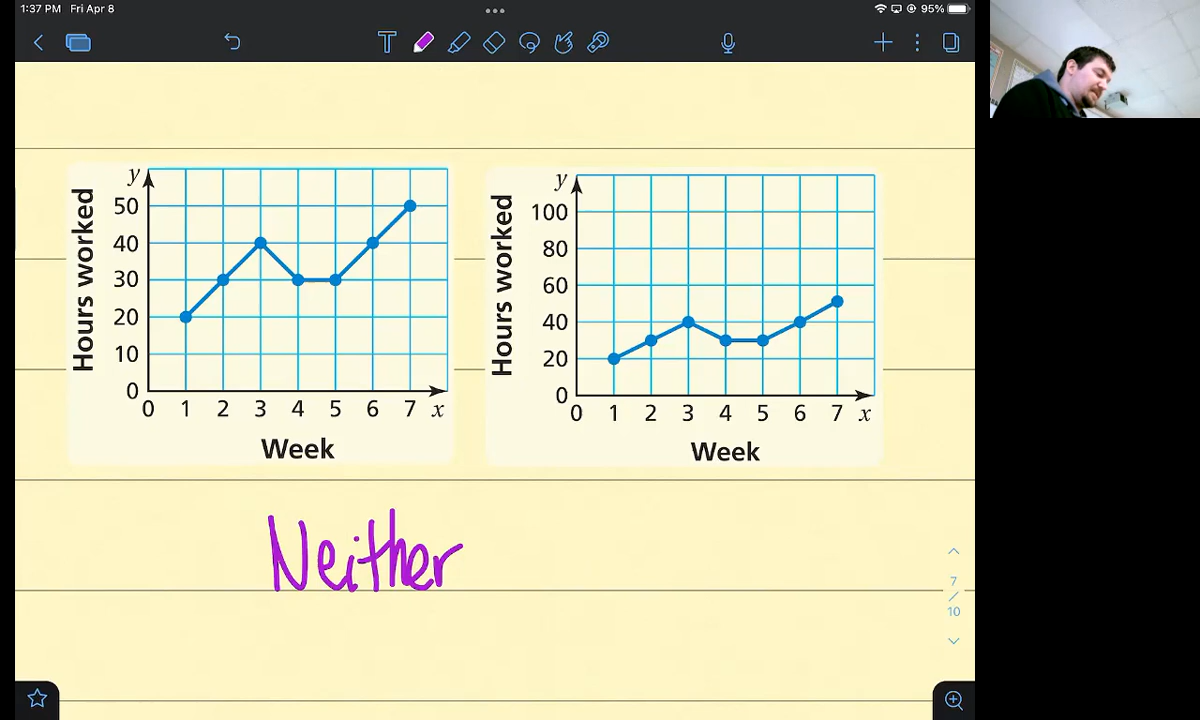 1:37 PM Fri Apr 8
95%
T
y
Hours worked
50
40
30
20
10
0
0 1 2 3 4 5 6 7 x
Week
y
Hours worked
100
80
60
40
20
0
0 1 2 3 4 5 6 7 x
Week
Neither
7
/
10